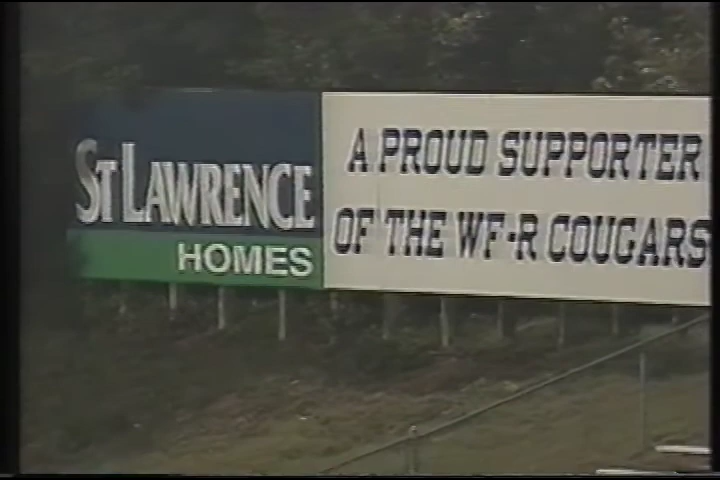 ST LAWRENCE
HOMES
A PROUD SUPPORTER
OF THE WF-R COUGARS